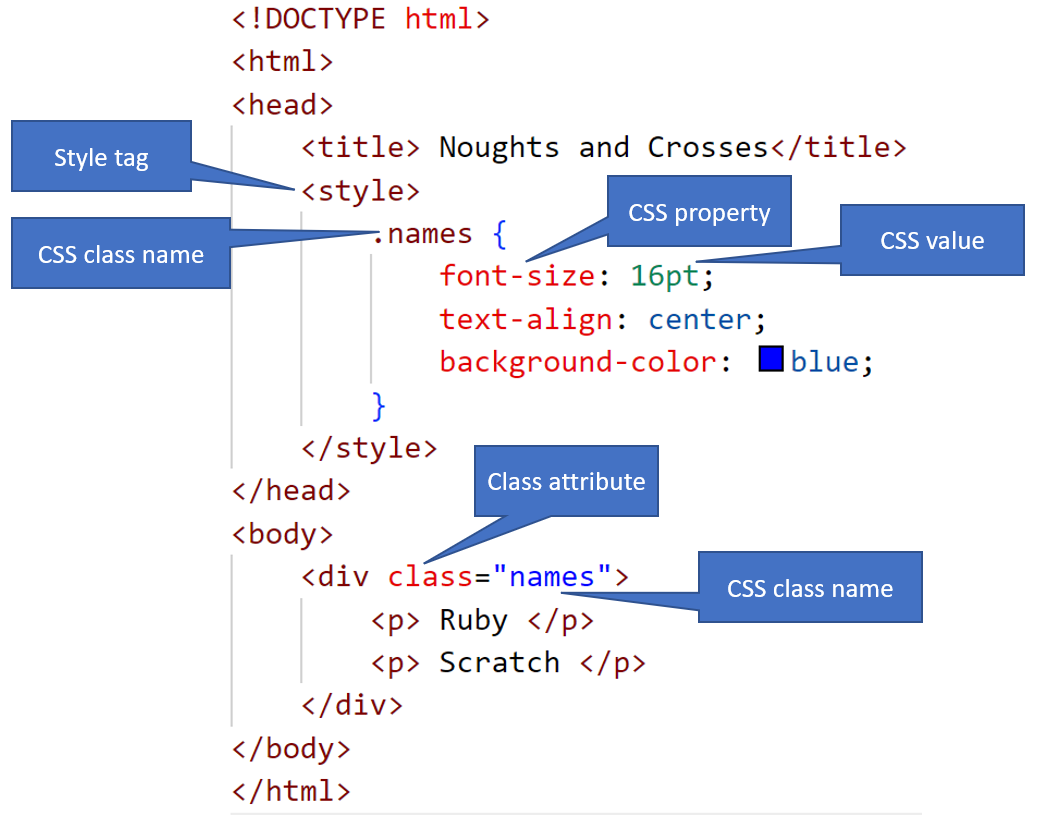 <!DOCTYPE html>
<html>
<head>
<title> Noughts and Crosses</title>
Style tag
<style>
CSS property
CSS value
CSS class name
.names {
font-size: 16pt;
text-align: center;
background-color: blue;
}
</style>
Class attribute
</head>
<body>
<div class="names">
CSS class name
<p> Ruby </p>
<p> Scratch </p>
</div>
</body>
</html>